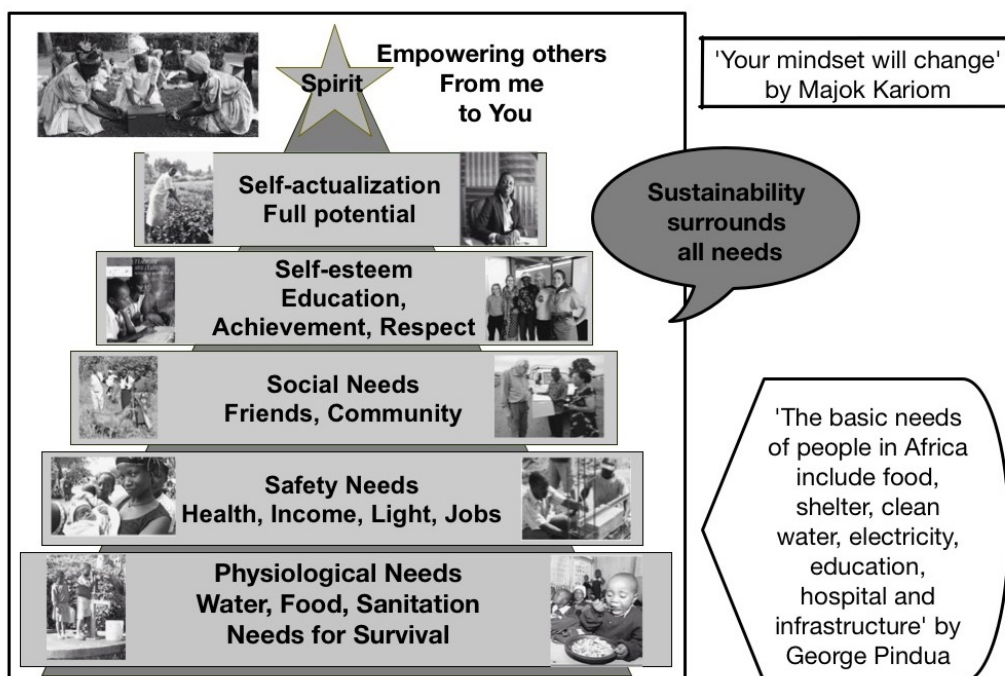 Spirit
Empowering others
From me
to You
Self-actualization
Full potential
Self-esteem
Education,
Achievement, Respect
Social Needs
Friends, Community
Safety Needs
Health, Income, Light, Jobs
Physiological Needs
Water, Food, Sanitation
Needs for Survival
'Your mindset will change'
by Majok Kariom
Sustainability
surrounds
all needs
'The basic needs
of people in Africa
include food,
shelter, clean
water, electricity,
education,
hospital and
infrastructure' by
George Pindua